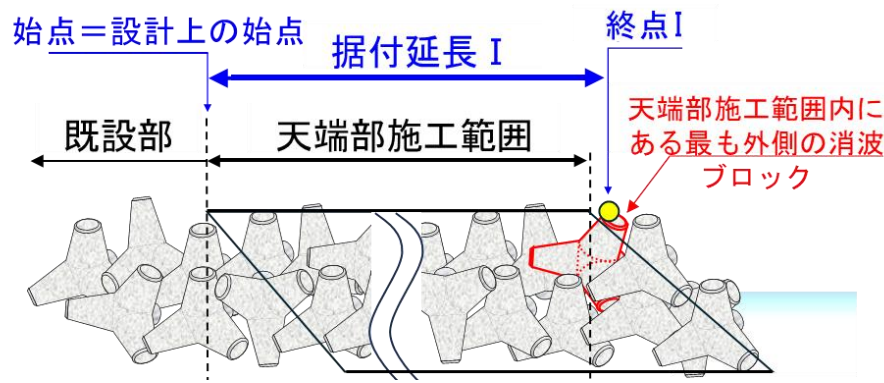 始点＝設計上の始点
据付延長Ⅰ
終点Ⅰ
既設部
天端部施工範囲
天端部施工範囲内に
ある最も外側の消波
ブロック